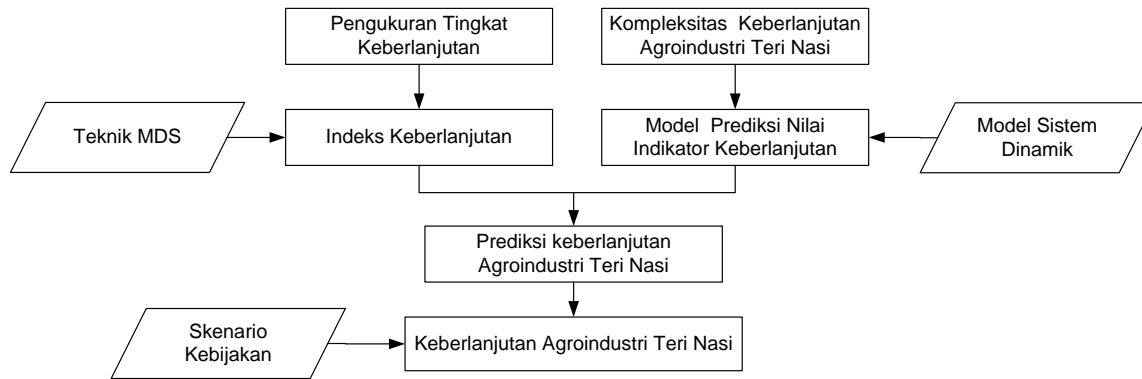 Pengukuran Tingkat
Keberlanjutan
Kompleksitas Keberlanjutan
Agroindustri Teri Nasi
Teknik MDS
Indeks Keberlanjutan
Model Prediksi Nilai
Indikator Keberlanjutan
Model Sistem
Dinamik
Prediksi keberlanjutan
Agroindustri Teri Nasi
Skenario
Kebijakan
Keberlanjutan Agroindustri Teri Nasi